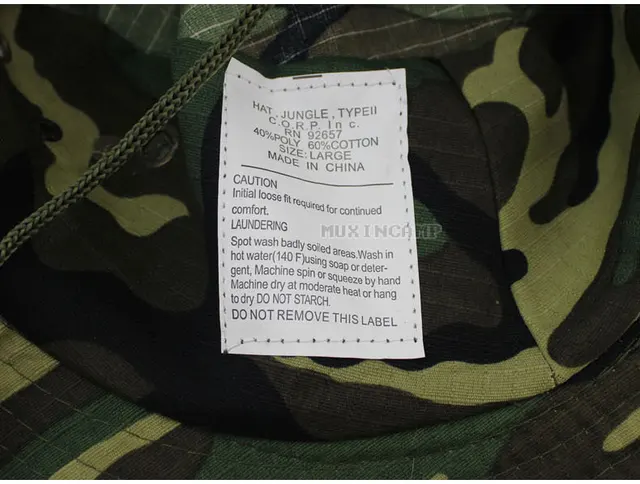 HAT, JUNGLE, TYPEII
C.O.R.P. Inc.
RN 92657
40%POLY 60%COTTON
SIZE: LARGE
MADE IN CHINA
CAUTION
Initial loose fit required for continued
comfort.
LAUNDERING
MUXINCAMP
Spot wash badly soiled areas.Wash in
hot water(140 F)using soap or deter-
gent, Machine spin or squeeze by hand
Machine dry at moderate heat or hang
to dry DO NOT STARCH.
DO NOT REMOVE THIS LABEL